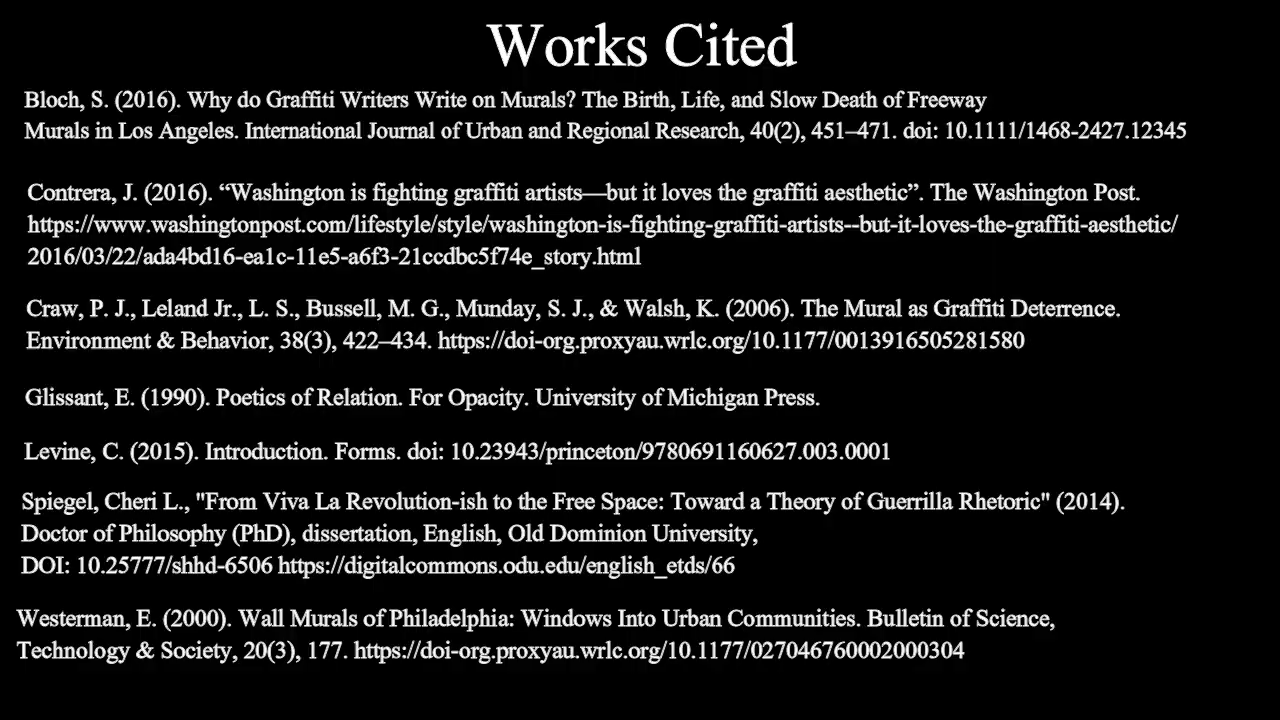 Works Cited
Bloch, S. (2016). Why do Graffiti Writers Write on Murals? The Birth, Life, and Slow Death of Freeway
Murals in Los Angeles. International Journal of Urban and Regional Research, 40(2), 451–471. doi: 10.1111/1468-2427.12345
Contrera, J. (2016). “Washington is fighting graffiti artists—but it loves the graffiti aesthetic”. The Washington Post.
https://www.washingtonpost.com/lifestyle/style/washington-is-fighting-graffiti-artists--but-it-loves-the-graffiti-aesthetic/
2016/03/22/ada4bd16-ea1c-11e5-a6f3-21ccdbc5f74e_story.html
Craw, P. J., Leland Jr., L. S., Bussell, M. G., Munday, S. J., & Walsh, K. (2006). The Mural as Graffiti Deterrence.
Environment & Behavior, 38(3), 422–434. https://doi-org.proxyau.wrlc.org/10.1177/0013916505281580
Glissant, E. (1990). Poetics of Relation. For Opacity. University of Michigan Press.
Levine, C. (2015). Introduction. Forms. doi: 10.23943/princeton/9780691160627.003.0001
Spiegel, Cheri L., "From Viva La Revolution-ish to the Free Space: Toward a Theory of Guerrilla Rhetoric" (2014).
Doctor of Philosophy (PhD), dissertation, English, Old Dominion University,
DOI: 10.25777/shhd-6506 https://digitalcommons.odu.edu/english_etds/66
Westerman, E. (2000). Wall Murals of Philadelphia: Windows Into Urban Communities. Bulletin of Science,
Technology & Society, 20(3), 177. https://doi-org.proxyau.wrlc.org/10.1177/027046760002000304